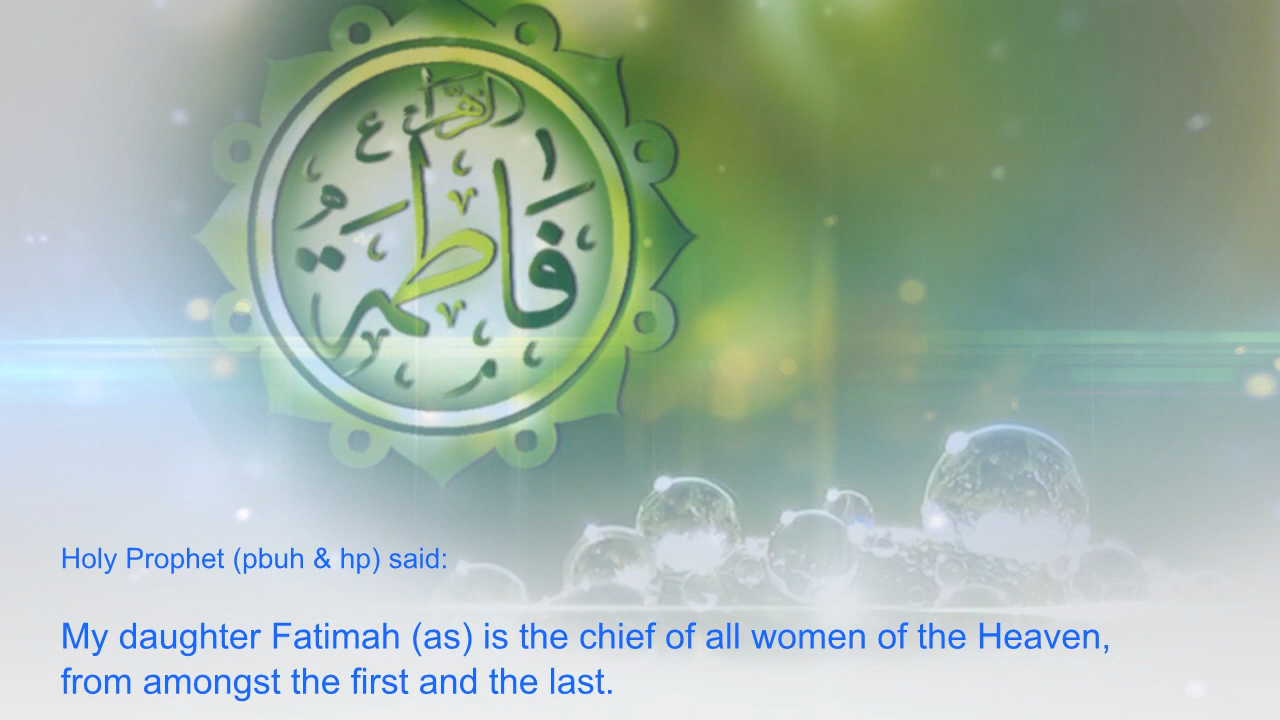 الزهراء ع
فاطمة
Holy Prophet (pbuh & hp) said:
My daughter Fatimah (as) is the chief of all women of the Heaven,
from amongst the first and the last.